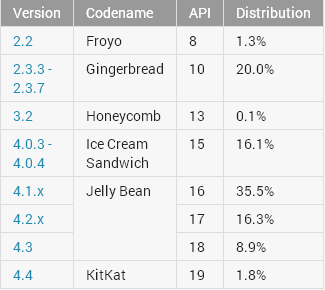 Version Codename API Distribution
2.2 Froyo 8 1.3%
2.3.3 - Gingerbread 10 20.0%
2.3.7
3.2 Honeycomb 13 0.1%
4.0.3 - Ice Cream 15 16.1%
4.0.4 Sandwich
4.1.x Jelly Bean 16 35.5%
4.2.x 17 16.3%
4.3 18 8.9%
4.4 KitKat 19 1.8%